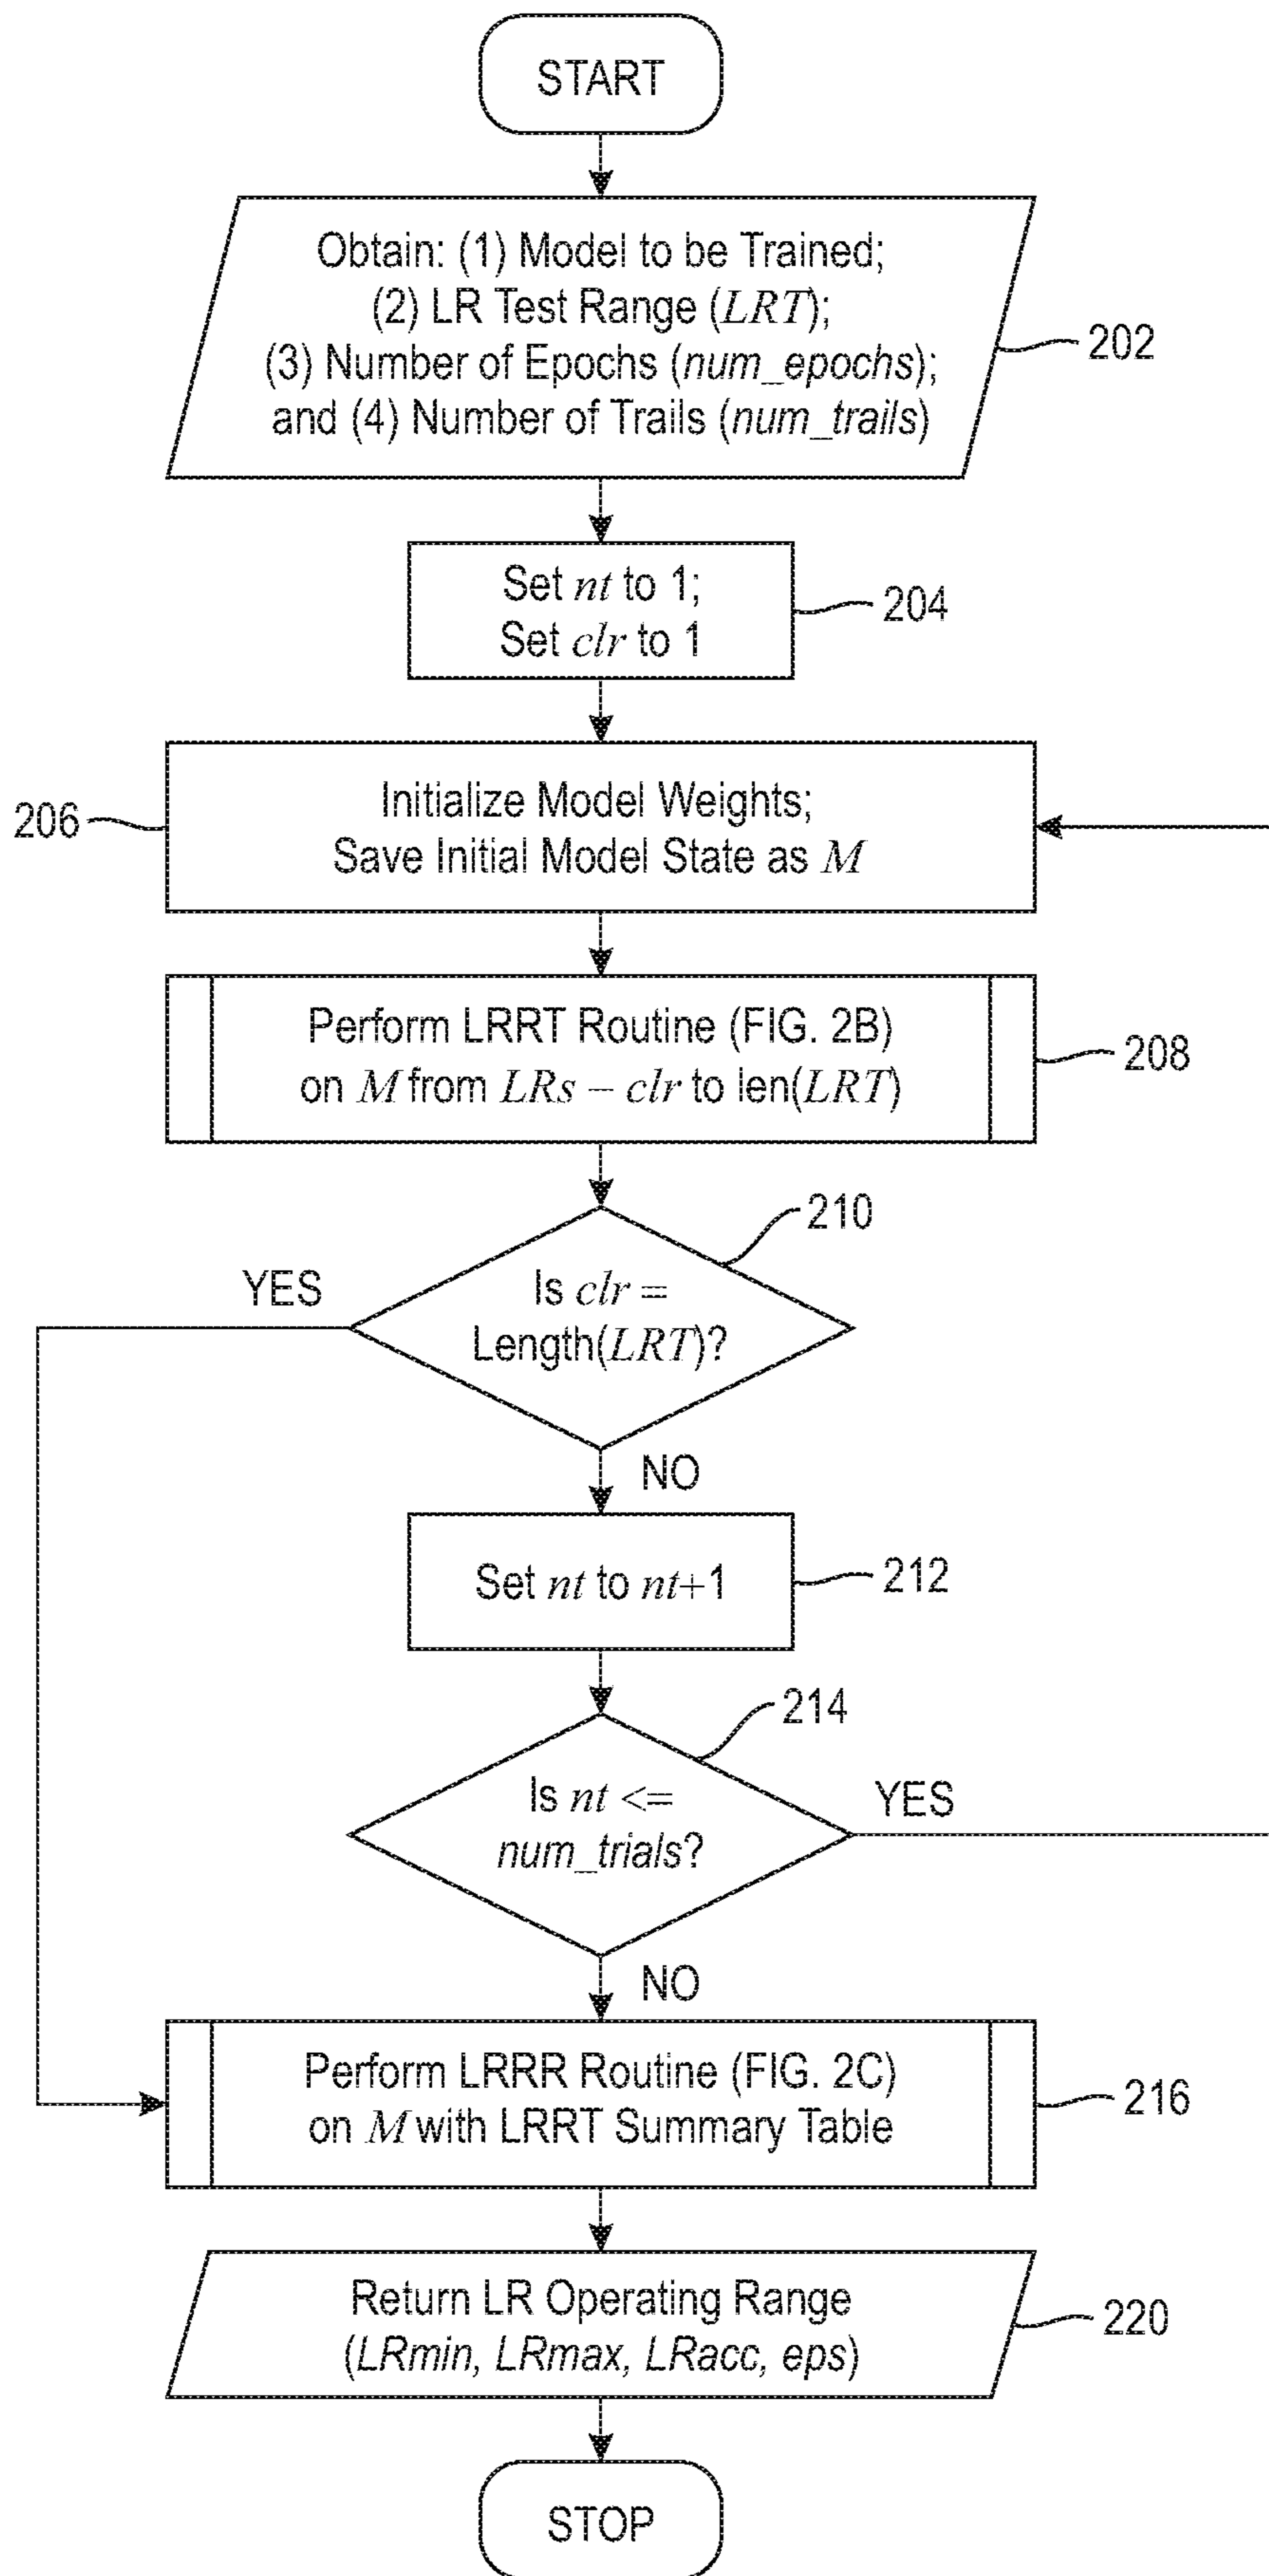 START
Obtain: (1) Model to be Trained;
(2) LR Test Range (LRT);
(3) Number of Epochs (num_epochs);
and (4) Number of Trails (num_trails)
202
Set nt to 1;
Set clr to 1
204
206
Initialize Model Weights;
Save Initial Model State as M
Perform LRRT Routine (FIG. 2B)
on M from LRs – clr to len(LRT)
208
210
YES
Is clr =
Length(LRT)?
NO
Set nt to nt+1
212
214
Is nt <=
num_trials?
YES
NO
Perform LRRR Routine (FIG. 2C)
on M with LRRT Summary Table
216
Return LR Operating Range
(LRmin, LRmax, LRacc, eps)
220
STOP